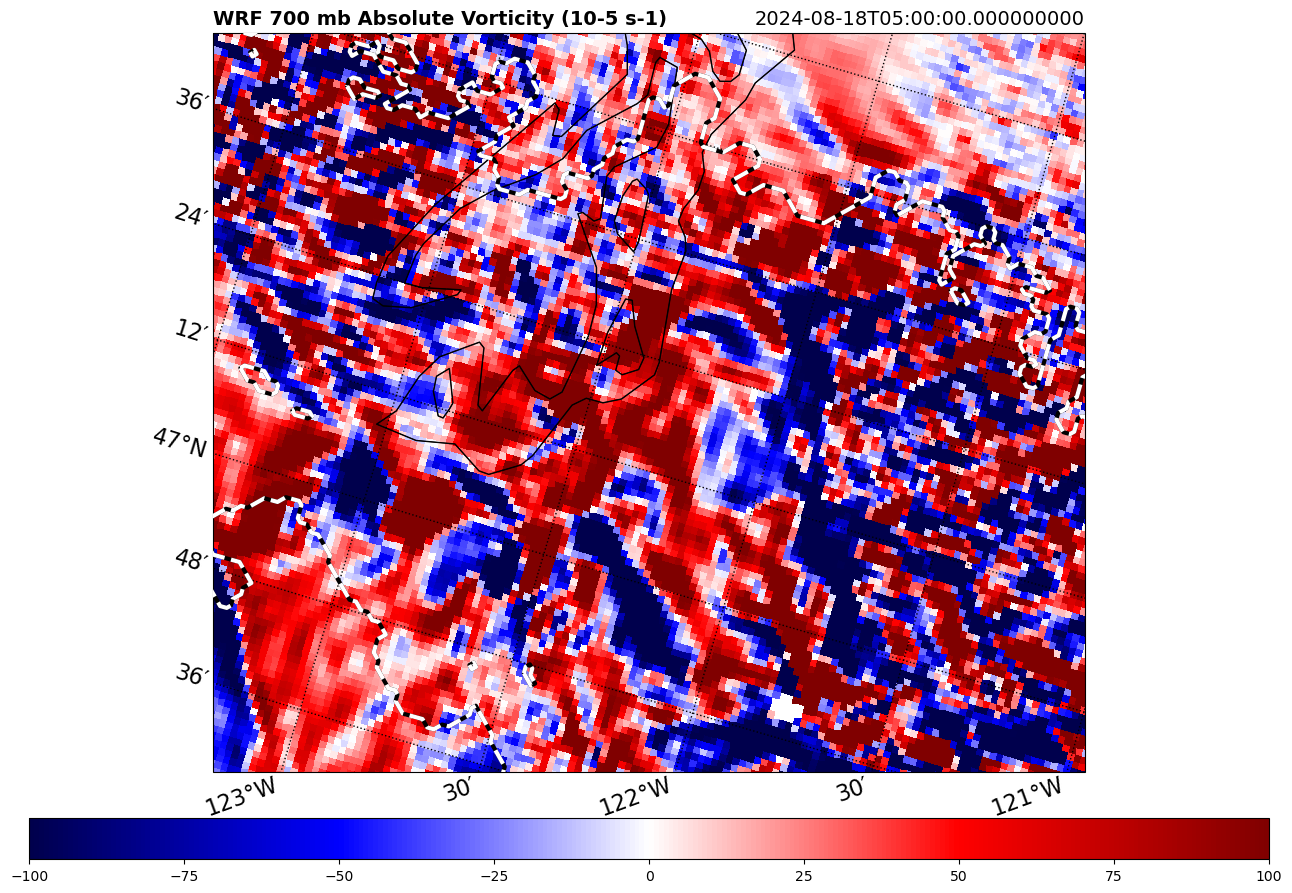 WRF 700 mb Absolute Vorticity (10-5 s-1) 2024-08-18T05:00:00.000000000
36′
24′
12′
47°N
48′
36′
123°W 30′ 122°W 30′ 121°W
−100 −75 −50 −25 0 25 50 75 100